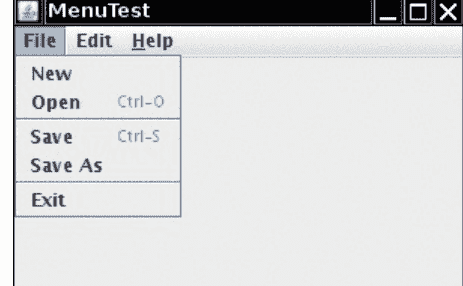 MenuTest
File Edit Help
New
Open Ctrl-O
Save Ctrl-S
Save As
Exit